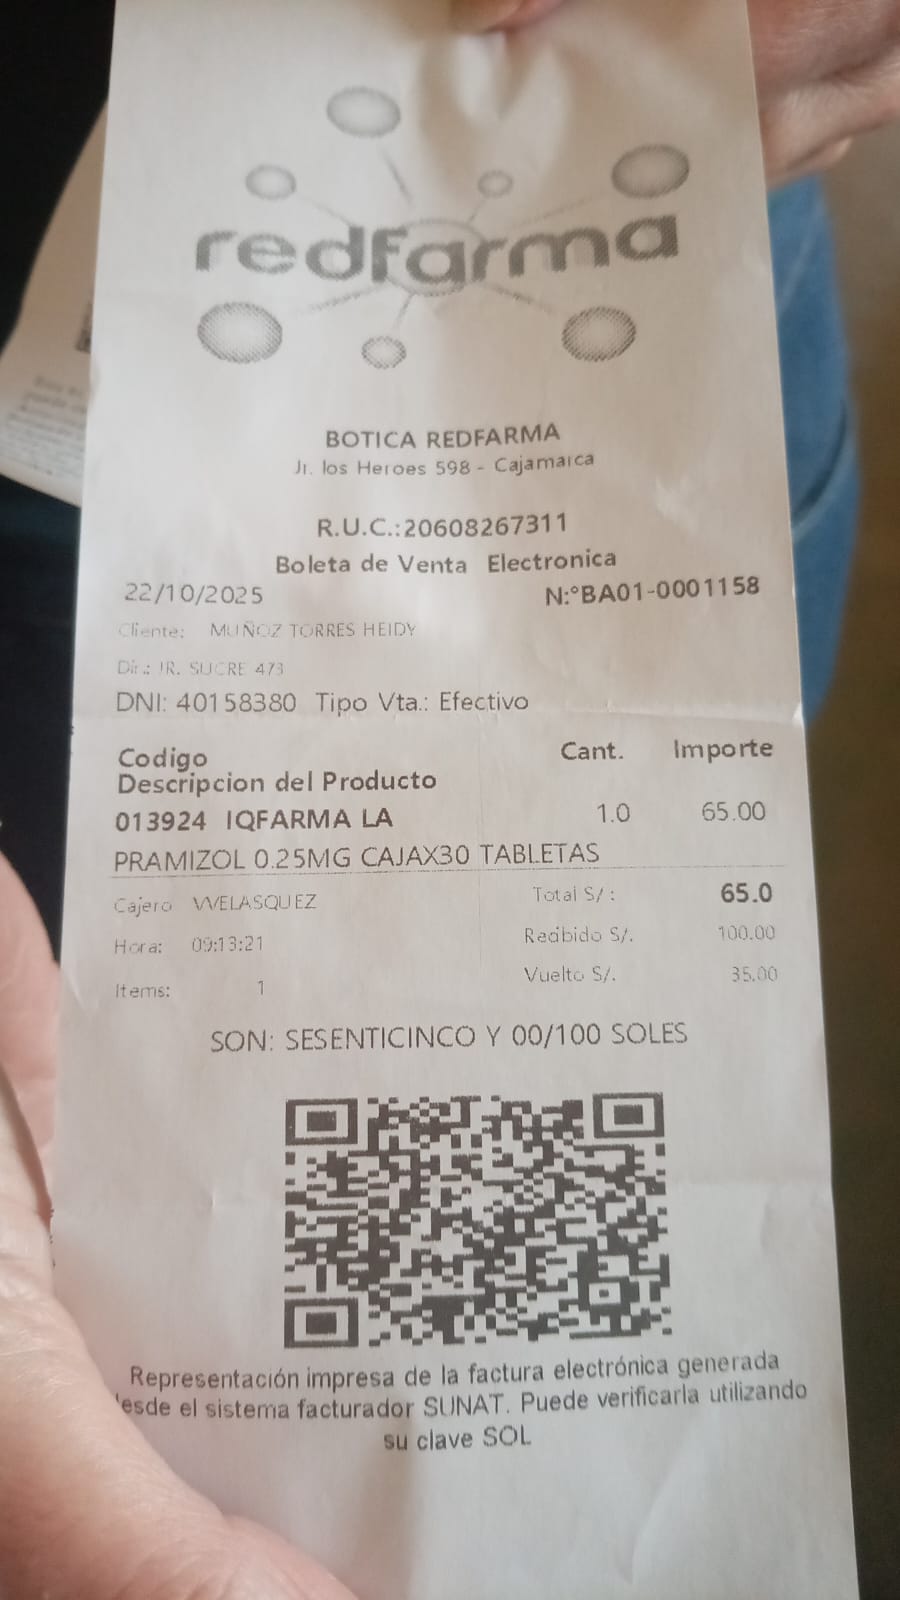 redfarma
BOTICA REDFARMA
Jr. los Heroes 598 - Cajamarca
R.U.C.:20608267311
Boleta de Venta Electronica
22/10/2025 N:°BA01-0001158
Cliente: MUÑOZ TORRES HEIDY
Dir.: JR. SUCRE 473
DNI: 40158380 Tipo Vta.: Efectivo
Codigo Cant. Importe
Descripcion del Producto
013924 IQFARMA LA 1.0 65.00
PRAMIZOL 0.25MG CAJAX30 TABLETAS
Cajero VVELASQUEZ Total S/ : 65.0
Hora: 09:13:21 Recibido S/. 100.00
Items: 1 Vuelto S/. 35.00
SON: SESENTICINCO Y 00/100 SOLES
Representación impresa de la factura electrónica generada
desde el sistema facturador SUNAT. Puede verificarla utilizando
su clave SOL